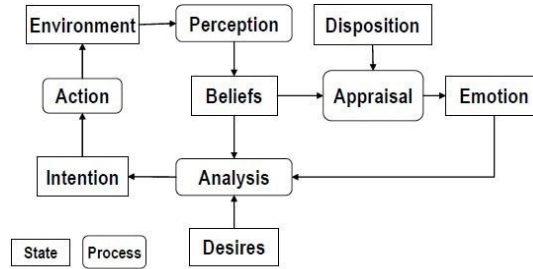 Environment
Perception
Disposition
Action
Beliefs
Appraisal
Emotion
Intention
Analysis
State
Process
Desires